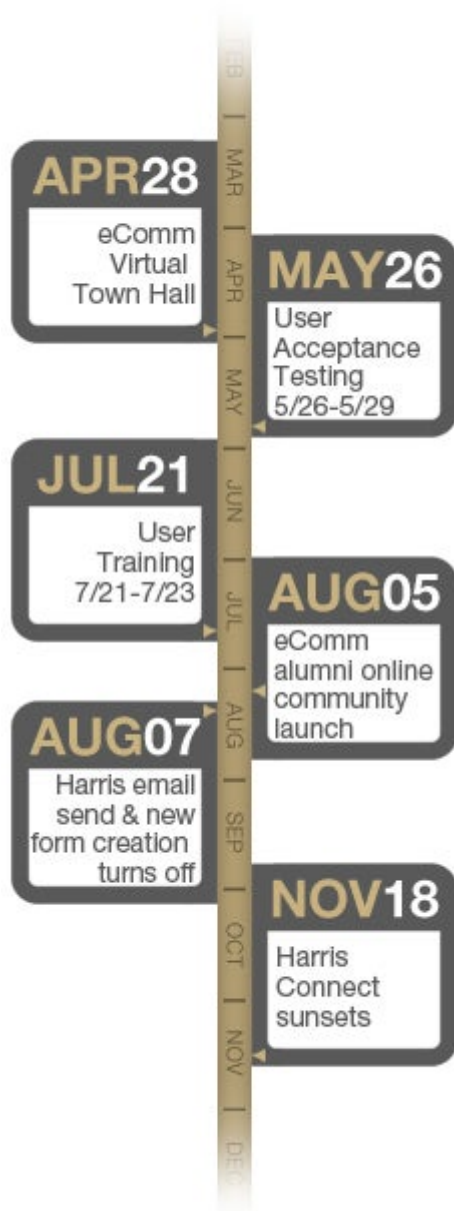 FEB
MAR
APR
MAY
JUN
JUL
AUG
SEP
OCT
NOV
DEC
APR28
eComm
Virtual
Town Hall
MAY26
User
Acceptance
Testing
5/26-5/29
JUL21
User
Training
7/21-7/23
AUG05
eComm
alumni online
community
launch
AUG07
Harris email
send & new
form creation
turns off
NOV18
Harris
Connect
sunsets